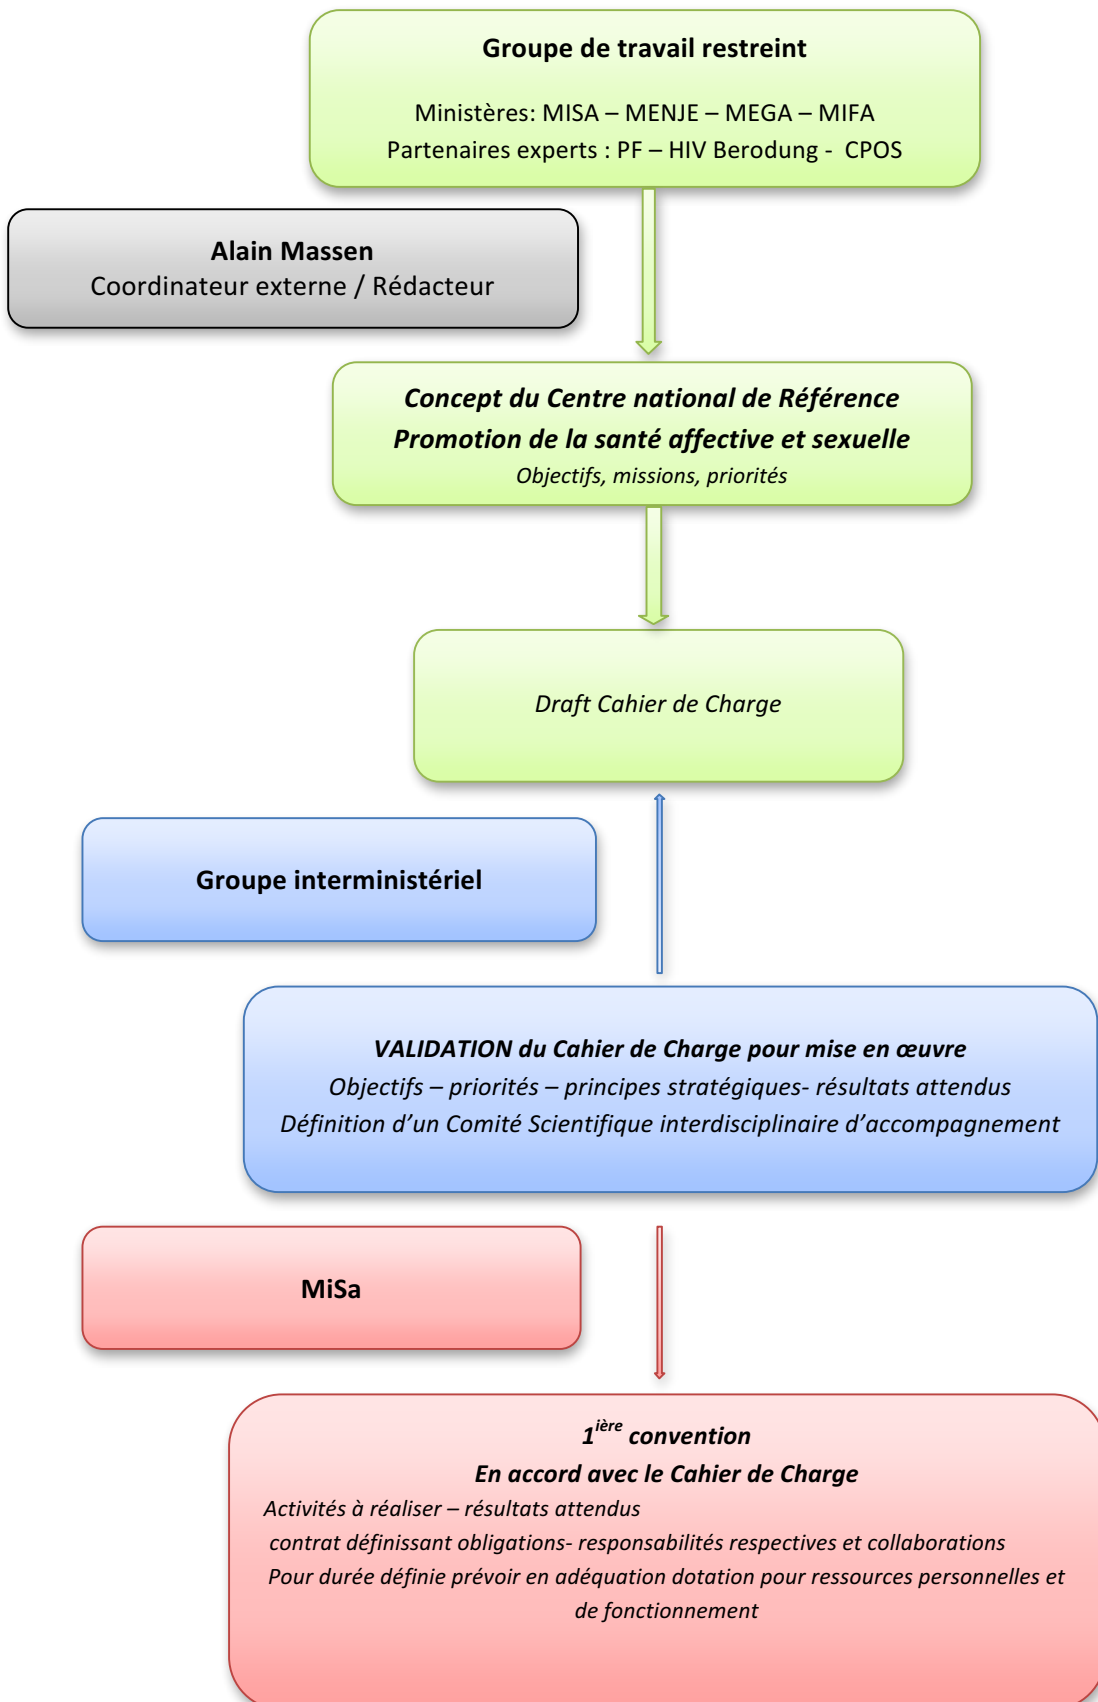 Groupe de travail restreint
Ministères: MISA – MENJE – MEGA – MIFA
Partenaires experts : PF – HIV Berodung - CPOS
Alain Massen
Coordinateur externe / Rédacteur
Concept du Centre national de Référence
Promotion de la santé affective et sexuelle
Objectifs, missions, priorités
Draft Cahier de Charge
Groupe interministériel
VALIDATION du Cahier de Charge pour mise en œuvre
Objectifs – priorités – principes stratégiques- résultats attendus
Définition d’un Comité Scientifique interdisciplinaire d’accompagnement
MiSa
1ière convention
En accord avec le Cahier de Charge
Activités à réaliser – résultats attendus
contrat définissant obligations- responsabilités respectives et collaborations
Pour durée définie prévoir en adéquation dotation pour ressources personnelles et
de fonctionnement